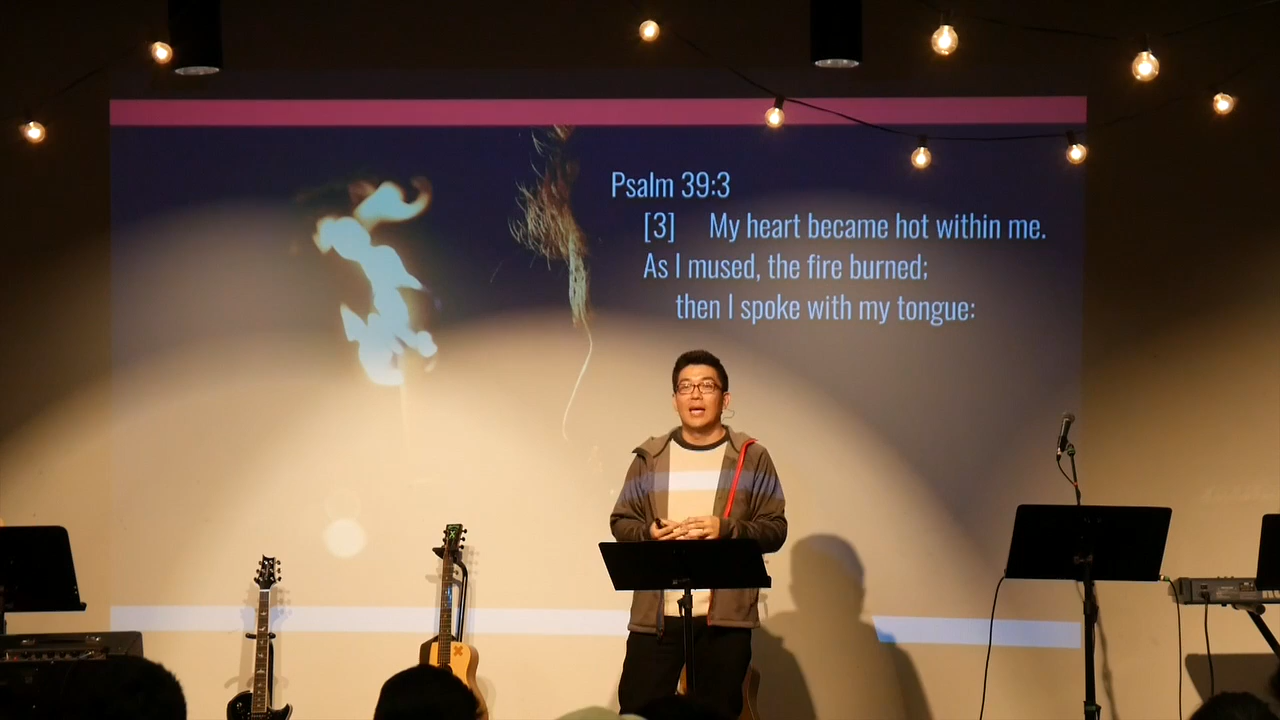 Psalm 39:3
[3] My heart became hot within me.
As I mused, the fire burned;
then I spoke with my tongue: